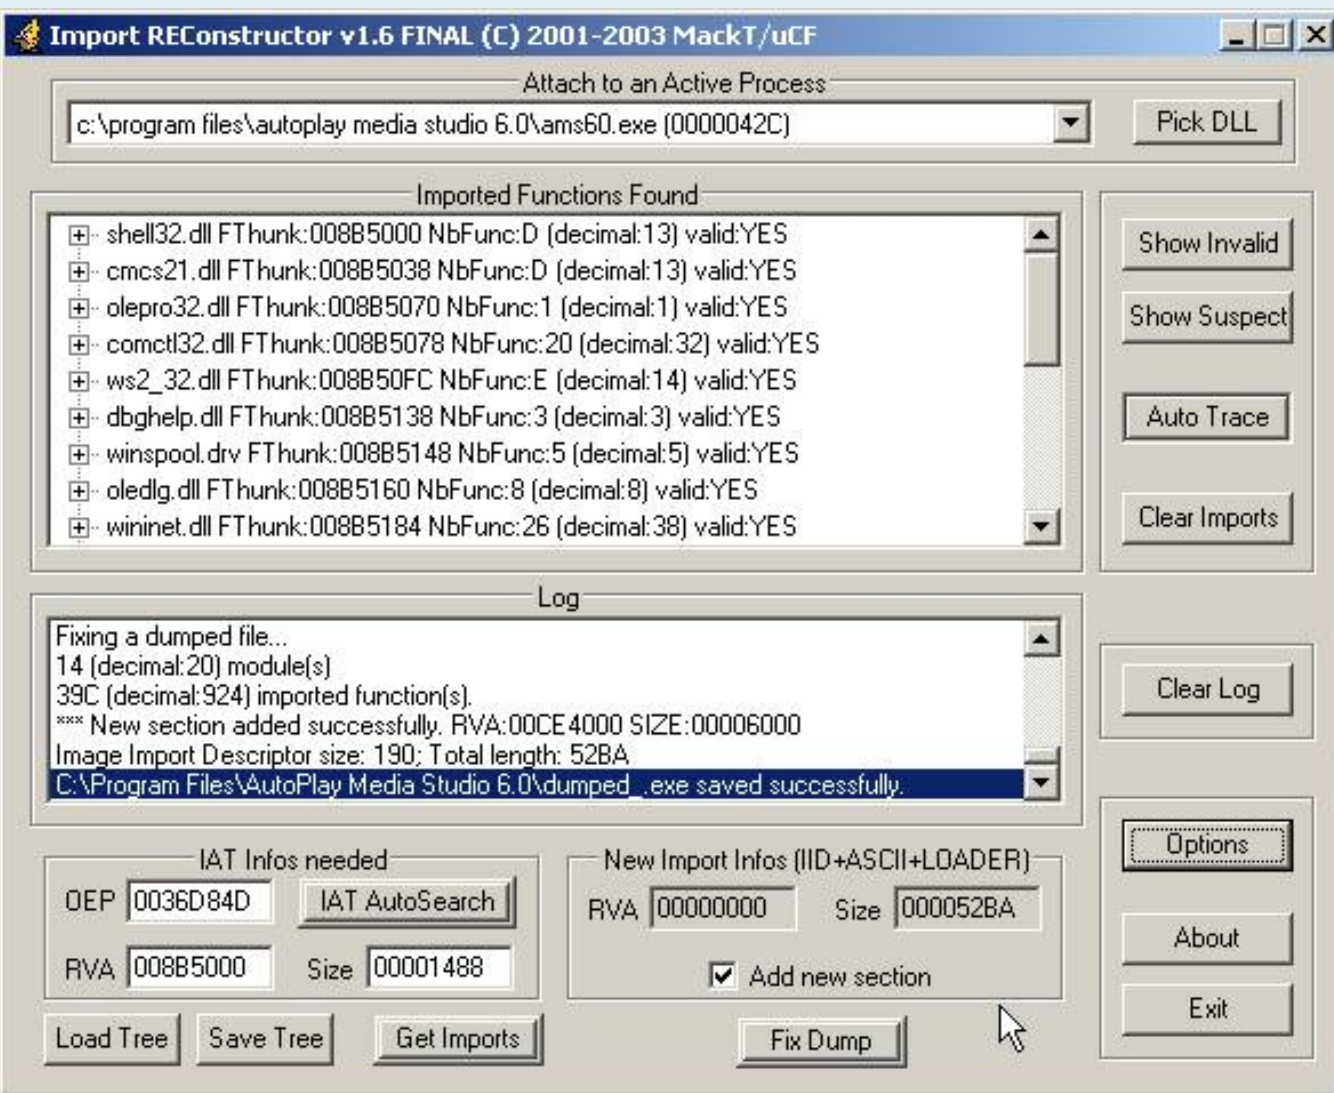 Import REConstructor v1.6 FINAL (C) 2001-2003 MackT/uCF
Attach to an Active Process
c:\program files\autoplay media studio 6.0\ams60.exe (0000042C)
Pick DLL
Imported Functions Found
shell32.dll FThunk:008B5000 NbFunc:D (decimal:13) valid:YES
cmcs21.dll FThunk:008B5038 NbFunc:D (decimal:13) valid:YES
olepro32.dll FThunk:008B5070 NbFunc:1 (decimal:1) valid:YES
comctl32.dll FThunk:008B5078 NbFunc:20 (decimal:32) valid:YES
ws2_32.dll FThunk:008B50FC NbFunc:E (decimal:14) valid:YES
dbghelp.dll FThunk:008B5138 NbFunc:3 (decimal:3) valid:YES
winspool.drv FThunk:008B5148 NbFunc:5 (decimal:5) valid:YES
oledlg.dll FThunk:008B5160 NbFunc:8 (decimal:8) valid:YES
wininet.dll FThunk:008B5184 NbFunc:26 (decimal:38) valid:YES
Show Invalid
Show Suspect
Auto Trace
Clear Imports
Log
Fixing a dumped file...
14 (decimal:20) module(s)
39C (decimal:924) imported function(s).
*** New section added successfully. RVA:00CE4000 SIZE:00006000
Image Import Descriptor size: 190; Total length: 52BA
C:\Program Files\AutoPlay Media Studio 6.0\dumped_.exe saved successfully.
Clear Log
IAT Infos needed
OEP 0036D84D IAT AutoSearch
RVA 008B5000 Size 00001488
New Import Infos (IID+ASCII+LOADER)
RVA 00000000 Size 000052BA
Add new section
Options
About
Exit
Load Tree Save Tree Get Imports Fix Dump